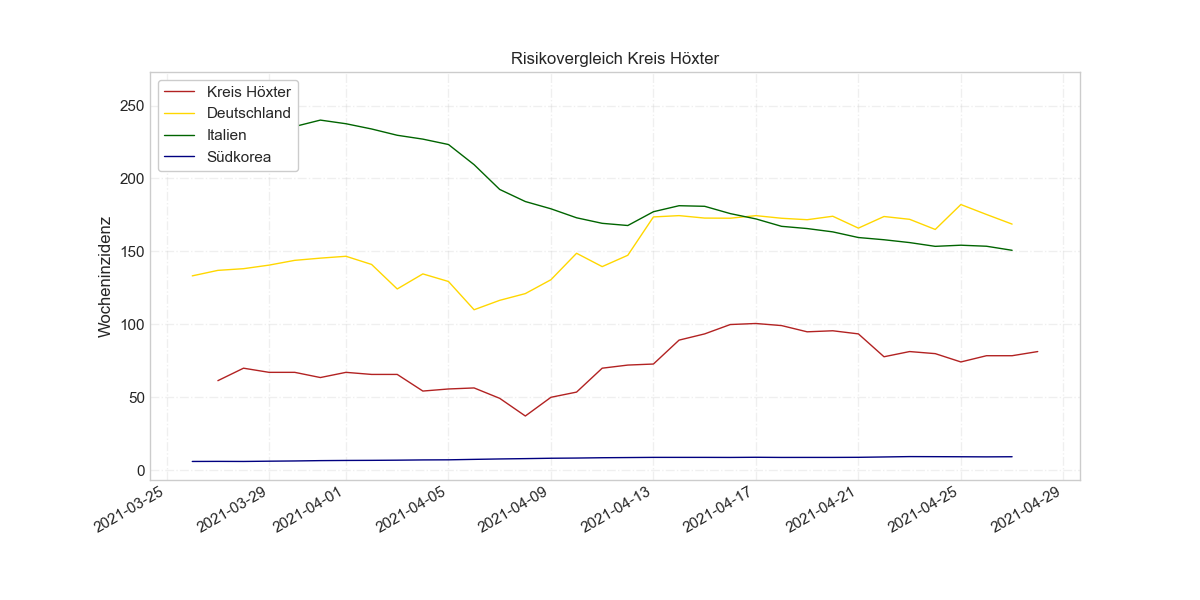 Risikovergleich Kreis Höxter
Kreis Höxter
Deutschland
Italien
Südkorea
Wocheninzidenz
250
200
150
100
50
0
2021-03-25
2021-03-29
2021-04-01
2021-04-05
2021-04-09
2021-04-13
2021-04-17
2021-04-21
2021-04-25
2021-04-29